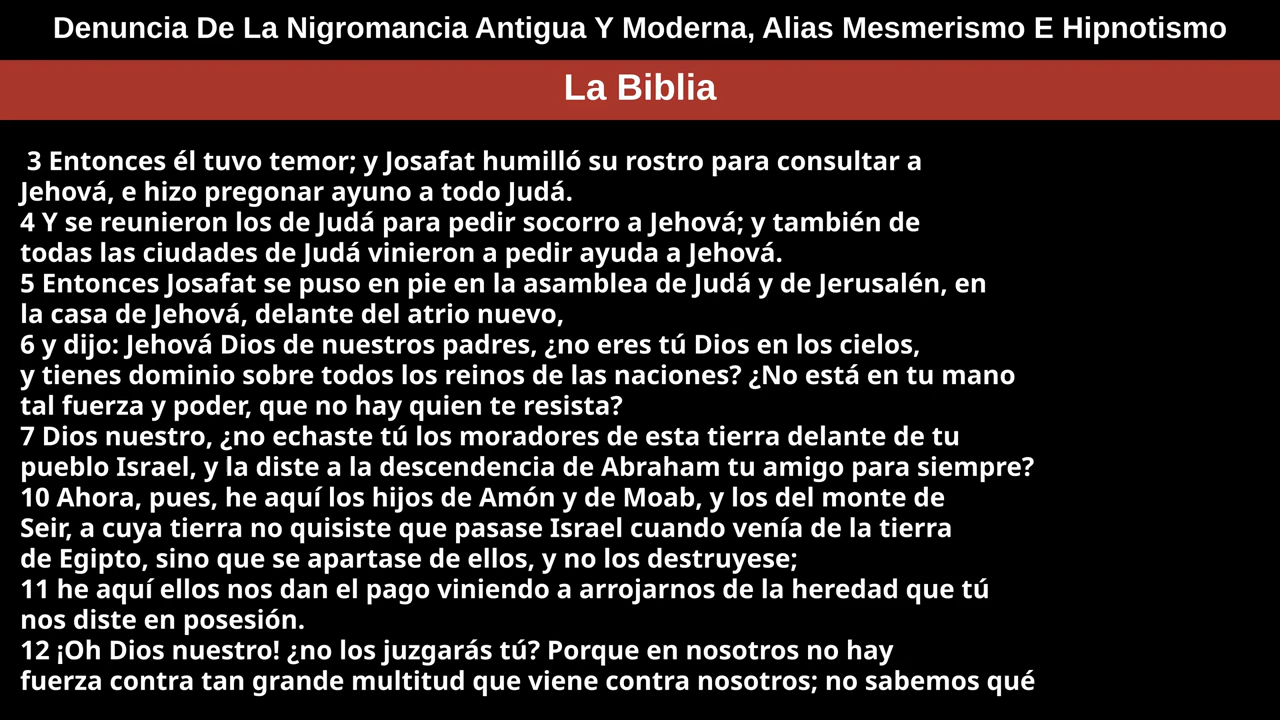 Denuncia De La Nigromancia Antigua Y Moderna, Alias Mesmerismo E Hipnotismo
La Biblia
3 Entonces él tuvo temor; y Josafat humilló su rostro para consultar a
Jehová, e hizo pregonar ayuno a todo Judá.
4 Y se reunieron los de Judá para pedir socorro a Jehová; y también de
todas las ciudades de Judá vinieron a pedir ayuda a Jehová.
5 Entonces Josafat se puso en pie en la asamblea de Judá y de Jerusalén, en
la casa de Jehová, delante del atrio nuevo,
6 y dijo: Jehová Dios de nuestros padres, ¿no eres tú Dios en los cielos,
y tienes dominio sobre todos los reinos de las naciones? ¿No está en tu mano
tal fuerza y poder, que no hay quien te resista?
7 Dios nuestro, ¿no echaste tú los moradores de esta tierra delante de tu
pueblo Israel, y la diste a la descendencia de Abraham tu amigo para siempre?
10 Ahora, pues, he aquí los hijos de Amón y de Moab, y los del monte de
Seir, a cuya tierra no quisiste que pasase Israel cuando venía de la tierra
de Egipto, sino que se apartase de ellos, y no los destruyese;
11 he aquí ellos nos dan el pago viniendo a arrojarnos de la heredad que tú
nos diste en posesión.
12 ¡Oh Dios nuestro! ¿no los juzgarás tú? Porque en nosotros no hay
fuerza contra tan grande multitud que viene contra nosotros; no sabemos qué